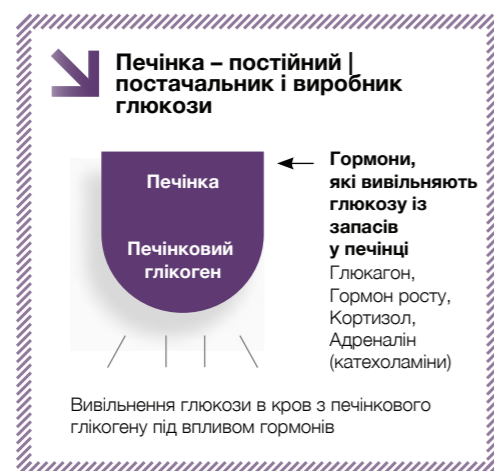 Печінка – постійний |
постачальник і виробник
глюкози
Печінка
Печінковий
глікоген
Гормони,
які вивільняють
глюкозу із
запасів
у печінці
Глюкагон,
Гормон росту,
Кортизол,
Адреналін
(катехоламіни)
Вивільнення глюкози в кров з печінкового
глікогену під впливом гормонів